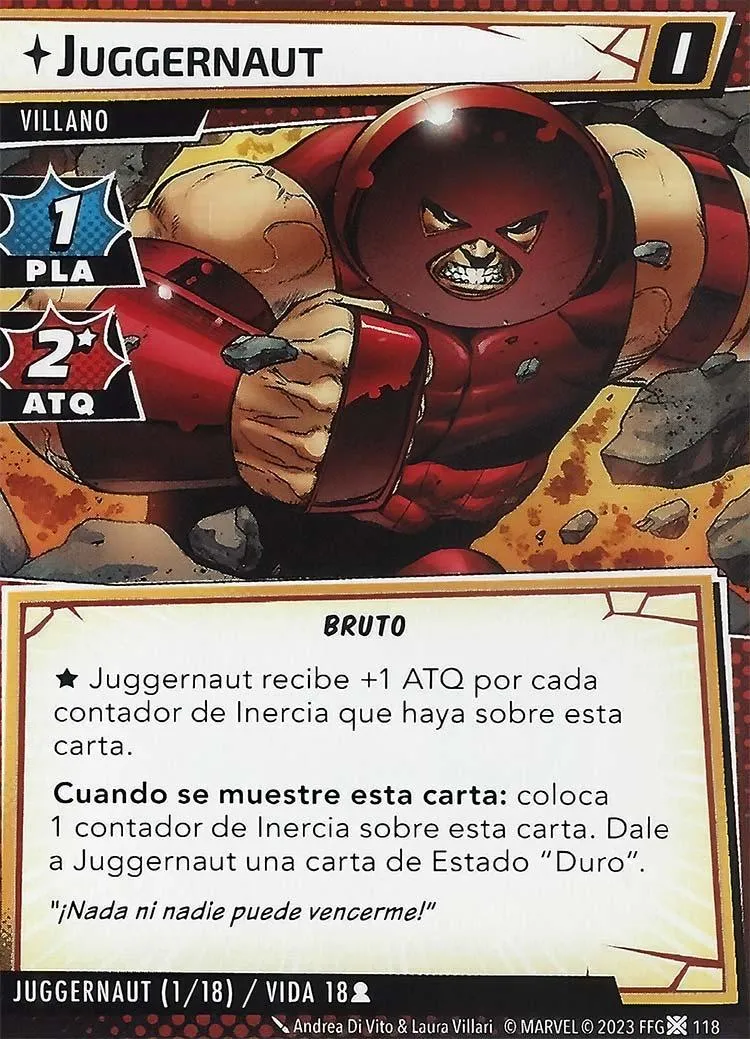 JUGGERNAUT
I
VILLANO
1
PLA
2
ATQ
BRUTO
★ Juggernaut recibe +1 ATQ por cada
contador de Inercia que haya sobre esta
carta.
Cuando se muestre esta carta: coloca
1 contador de Inercia sobre esta carta. Dale
a Juggernaut una carta de Estado "Duro".
"¡Nada ni nadie puede vencerme!"
JUGGERNAUT (1/18) / VIDA 18
Andrea Di Vito & Laura Villari © MARVEL © 2023 FFG 118